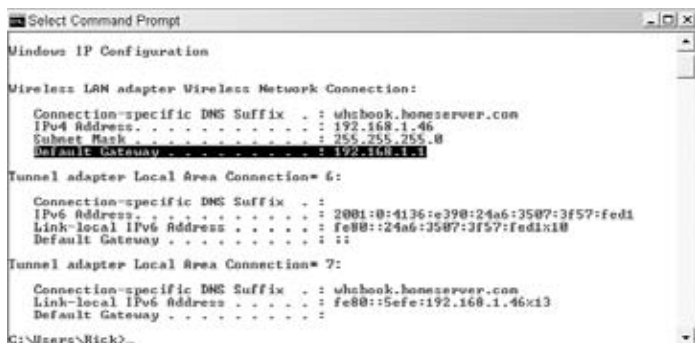 Select Command Prompt
Windows IP Configuration
Wireless LAN adapter Wireless Network Connection:
Connection-specific DNS Suffix . : whsbook.homeserver.com
IPv4 Address. . . . . . . . . . . : 192.168.1.46
Subnet Mask . . . . . . . . . . . : 255.255.255.0
Default Gateway . . . . . . . . . : 192.168.1.1
Tunnel adapter Local Area Connection* 6:
Connection-specific DNS Suffix . :
IPv6 Address. . . . . . . . . . . : 2001:0:4136:e390:24a6:3507:3f57:fed1
Link-local IPv6 Address . . . . . : fe80::24a6:3507:3f57:fed1%10
Default Gateway . . . . . . . . . : ::
Tunnel adapter Local Area Connection* 7:
Connection-specific DNS Suffix . : whsbook.homeserver.com
Link-local IPv6 Address . . . . . : fe80::5efe:192.168.1.46%13
Default Gateway . . . . . . . . . :
C:\Users\Rick>_